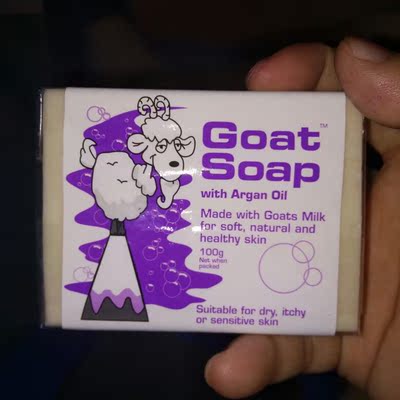 Goat™
Soap
with Argan Oil
Made with Goats Milk
for soft, natural and
healthy skin
100g
Net when
packed
Suitable for dry, itchy
or sensitive skin